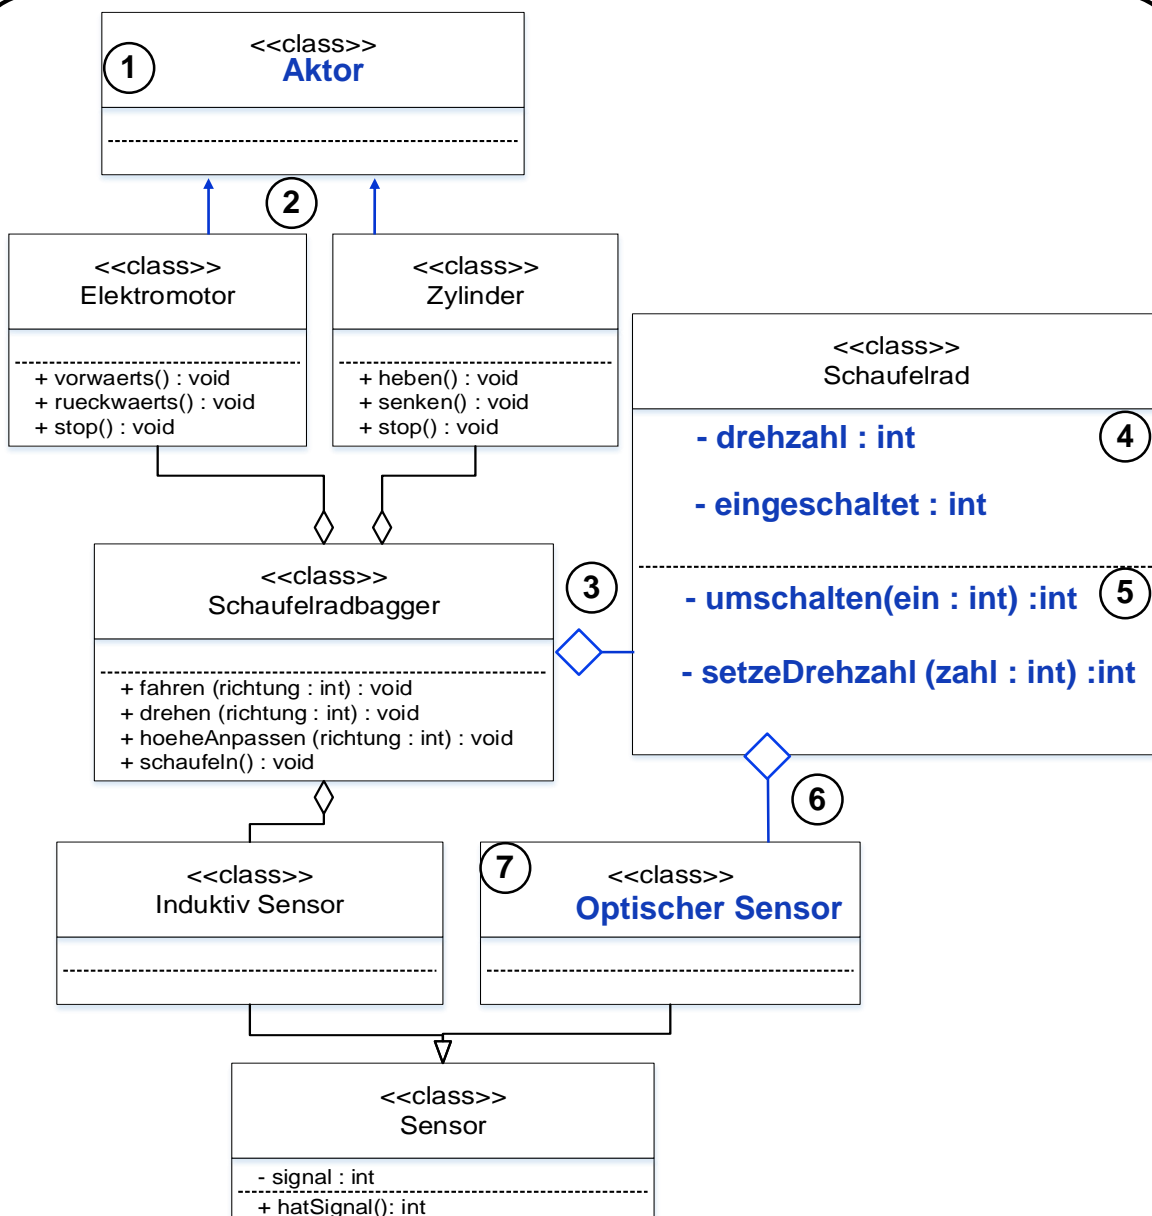 <<class>>
1
Aktor
2
<<class>>
Elektromotor
+ vorwaerts() : void
+ rueckwaerts() : void
+ stop() : void
<<class>>
Zylinder
+ heben() : void
+ senken() : void
+ stop() : void
<<class>>
Schaufelrad
- drehzahl : int
4
- eingeschaltet : int
- umschalten(ein : int) :int
5
- setzeDrehzahl (zahl : int) :int
<<class>>
Schaufelradbagger
+ fahren (richtung : int) : void
+ drehen (richtung : int) : void
+ hoeheAnpassen (richtung : int) : void
+ schaufeln() : void
3
6
<<class>>
Induktiv Sensor
7
<<class>>
Optischer Sensor
<<class>>
Sensor
- signal : int
+ hatSignal(): int